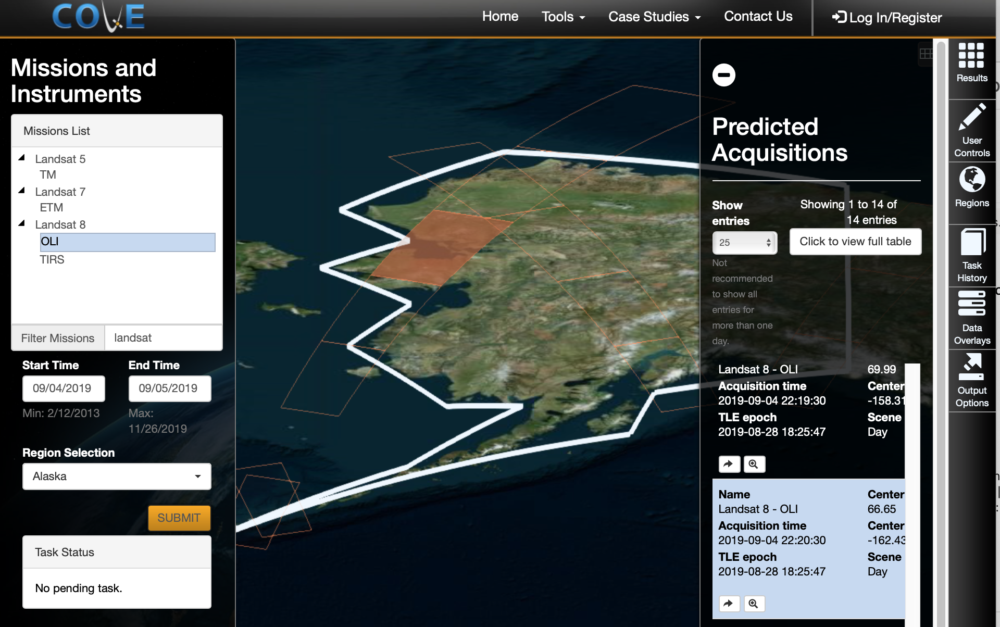 COVE
Home
Tools
Case Studies
Contact Us
Log In/Register
Missions and
Instruments
Missions List
Landsat 5
TM
Landsat 7
ETM
Landsat 8
OLI
TIRS
Filter Missions
landsat
Start Time
End Time
09/04/2019
09/05/2019
Min: 2/12/2013
Max:
11/26/2019
Region Selection
Alaska
SUBMIT
Task Status
No pending task.
Predicted
Acquisitions
Show
entries
Showing 1 to 14 of
14 entries
25
Click to view full table
Not
recommended
to show all
entries for
more than one
day.
Landsat 8 - OLI
69.99
Acquisition time
Center
2019-09-04 22:19:30
-158.31
TLE epoch
Scene
2019-08-28 18:25:47
Day
Name
Center
Landsat 8 - OLI
66.65
Acquisition time
Center
2019-09-04 22:20:30
-162.43
TLE epoch
Scene
2019-08-28 18:25:47
Day
Results
User
Controls
Regions
Task
History
Data
Overlays
Output
Options